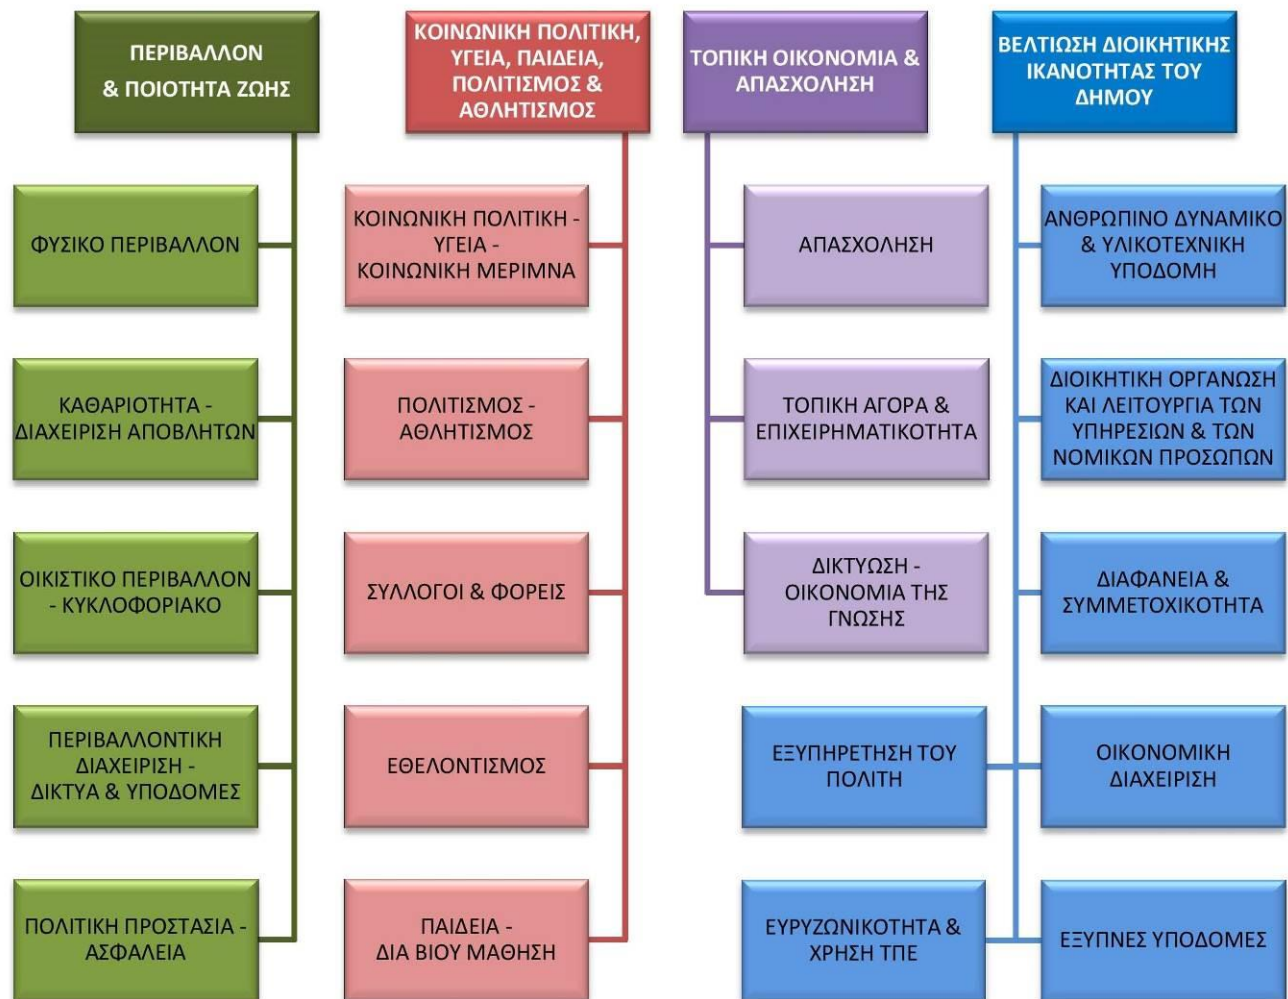 ΠΕΡΙΒΑΛΛΟΝ
& ΠΟΙΟΤΗΤΑ ΖΩΗΣ
ΦΥΣΙΚΟ ΠΕΡΙΒΑΛΛΟΝ
ΚΑΘΑΡΙΟΤΗΤΑ -
ΔΙΑΧΕΙΡΙΣΗ ΑΠΟΒΛΗΤΩΝ
ΟΙΚΙΣΤΙΚΟ ΠΕΡΙΒΑΛΛΟΝ
- ΚΥΚΛΟΦΟΡΙΑΚΟ
ΠΕΡΙΒΑΛΛΟΝΤΙΚΗ
ΔΙΑΧΕΙΡΙΣΗ -
ΔΙΚΤΥΑ & ΥΠΟΔΟΜΕΣ
ΠΟΛΙΤΙΚΗ ΠΡΟΣΤΑΣΙΑ -
ΑΣΦΑΛΕΙΑ
ΚΟΙΝΩΝΙΚΗ ΠΟΛΙΤΙΚΗ,
ΥΓΕΙΑ, ΠΑΙΔΕΙΑ,
ΠΟΛΙΤΙΣΜΟΣ &
ΑΘΛΗΤΙΣΜΟΣ
ΚΟΙΝΩΝΙΚΗ ΠΟΛΙΤΙΚΗ -
ΥΓΕΙΑ -
ΚΟΙΝΩΝΙΚΗ ΜΕΡΙΜΝΑ
ΠΟΛΙΤΙΣΜΟΣ -
ΑΘΛΗΤΙΣΜΟΣ
ΣΥΛΛΟΓΟΙ & ΦΟΡΕΙΣ
ΕΘΕΛΟΝΤΙΣΜΟΣ
ΠΑΙΔΕΙΑ -
ΔΙΑ ΒΙΟΥ ΜΑΘΗΣΗ
ΤΟΠΙΚΗ ΟΙΚΟΝΟΜΙΑ &
ΑΠΑΣΧΟΛΗΣΗ
ΑΠΑΣΧΟΛΗΣΗ
ΤΟΠΙΚΗ ΑΓΟΡΑ &
ΕΠΙΧΕΙΡΗΜΑΤΙΚΟΤΗΤΑ
ΔΙΚΤΥΩΣΗ -
ΟΙΚΟΝΟΜΙΑ ΤΗΣ
ΓΝΩΣΗΣ
ΒΕΛΤΙΩΣΗ ΔΙΟΙΚΗΤΙΚΗΣ
ΙΚΑΝΟΤΗΤΑΣ ΤΟΥ
ΔΗΜΟΥ
ΑΝΘΡΩΠΙΝΟ ΔΥΝΑΜΙΚΟ
& ΥΛΙΚΟΤΕΧΝΙΚΗ
ΥΠΟΔΟΜΗ
ΔΙΟΙΚΗΤΙΚΗ ΟΡΓΑΝΩΣΗ
ΚΑΙ ΛΕΙΤΟΥΡΓΙΑ ΤΩΝ
ΥΠΗΡΕΣΙΩΝ & ΤΩΝ
ΝΟΜΙΚΩΝ ΠΡΟΣΩΠΩΝ
ΔΙΑΦΑΝΕΙΑ &
ΣΥΜΜΕΤΟΧΙΚΟΤΗΤΑ
ΕΞΥΠΗΡΕΤΗΣΗ ΤΟΥ
ΠΟΛΙΤΗ
ΟΙΚΟΝΟΜΙΚΗ
ΔΙΑΧΕΙΡΙΣΗ
ΕΥΡΥΖΩΝΙΚΟΤΗΤΑ &
ΧΡΗΣΗ ΤΠΕ
ΕΞΥΠΝΕΣ ΥΠΟΔΟΜΕΣ